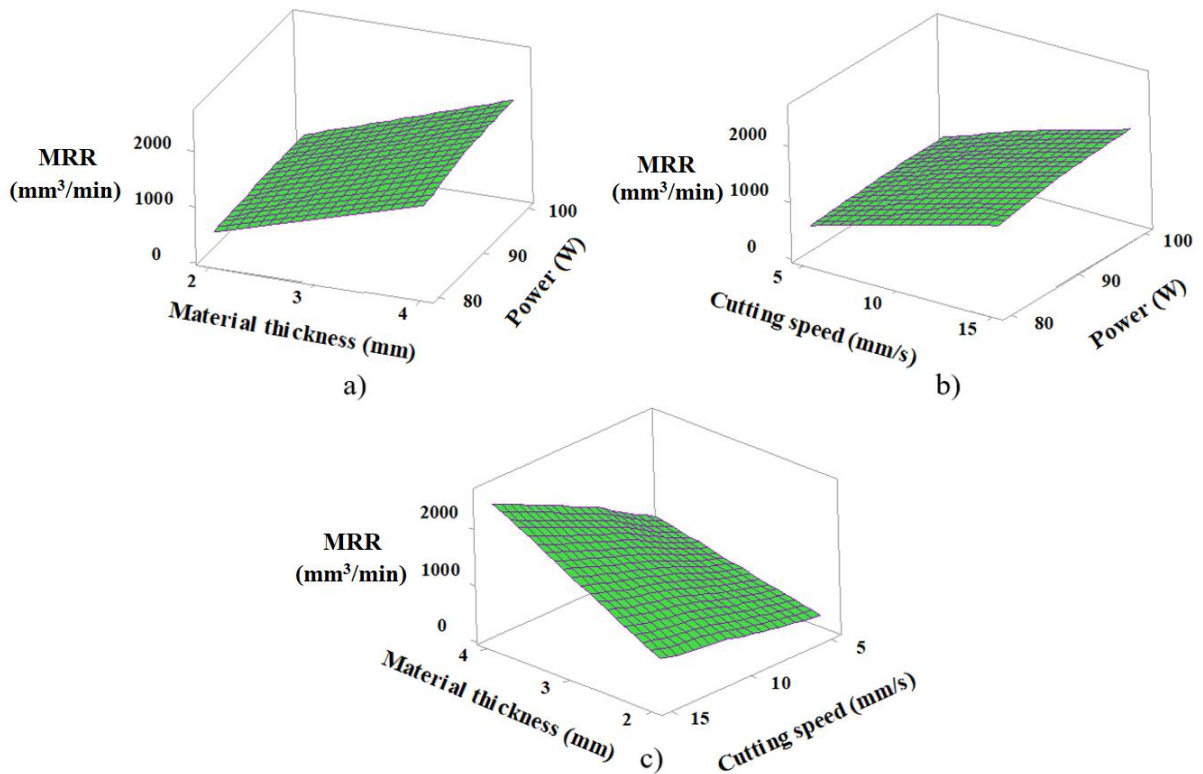 MRR
(mm³/min)
2000
1000
0
2
3
4
Material thickness (mm)
80
90
100
Power (W)
a)
MRR
(mm³/min)
2000
1000
0
5
10
15
Cutting speed (mm/s)
80
90
100
Power (W)
b)
MRR
(mm³/min)
2000
1000
0
4
3
2
Material thickness (mm)
15
10
5
Cutting speed (mm/s)
c)